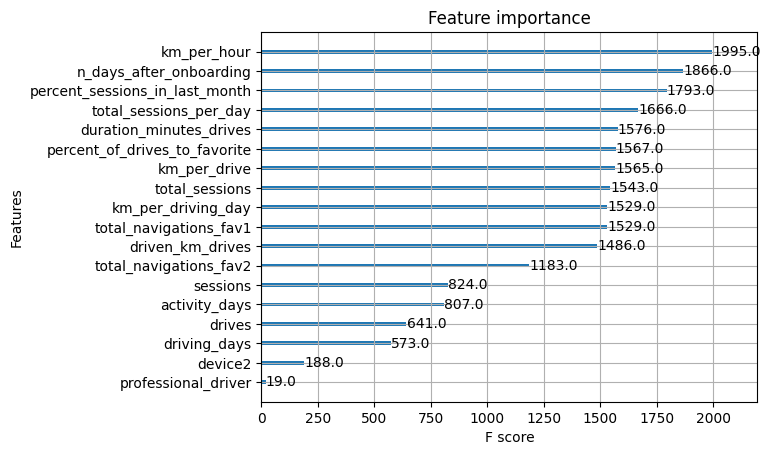 Feature importance
km_per_hour 1995.0
n_days_after_onboarding 1866.0
percent_sessions_in_last_month 1793.0
total_sessions_per_day 1666.0
duration_minutes_drives 1576.0
percent_of_drives_to_favorite 1567.0
km_per_drive 1565.0
total_sessions 1543.0
km_per_driving_day 1529.0
total_navigations_fav1 1529.0
driven_km_drives 1486.0
total_navigations_fav2 1183.0
sessions 824.0
activity_days 807.0
drives 641.0
driving_days 573.0
device2 188.0
professional_driver 19.0
Features
0 250 500 750 1000 1250 1500 1750 2000
F score